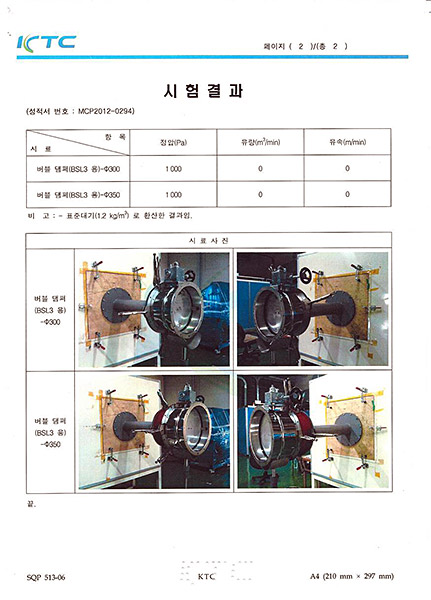 KTC
페이지 ( 2 )/(총 2 )
시 험 결 과
(성적서 번호 : MCP2012-0294)
항 목
시 료
정압(Pa)
유량(m³/min)
유속(m/min)
버블 댐퍼(BSL3 용)-Φ300
1 000
0
0
버블 댐퍼(BSL3 용)-Φ350
1 000
0
0
비 고 : - 표준대기(1.2 kg/m³) 로 환산한 결과임.
시 료 사 진
버블 댐퍼
(BSL3 용)
-Φ300
버블 댐퍼
(BSL3 용)
-Φ350
끝.
SQP 513-06
KTC
A4 (210 mm × 297 mm)